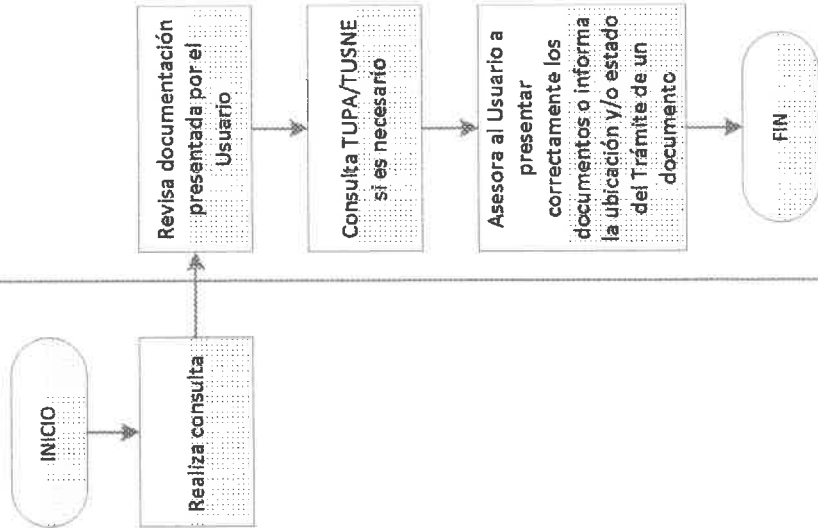 INICIO
Realiza consulta
Revisa documentación
presentada por el
Usuario
Consulta TUPA/TUSNE
si es necesario
Asesora al Usuario a
presentar
correctamente los
documentos o informa
la ubicación y/o estado
del Trámite de un
documento
FIN